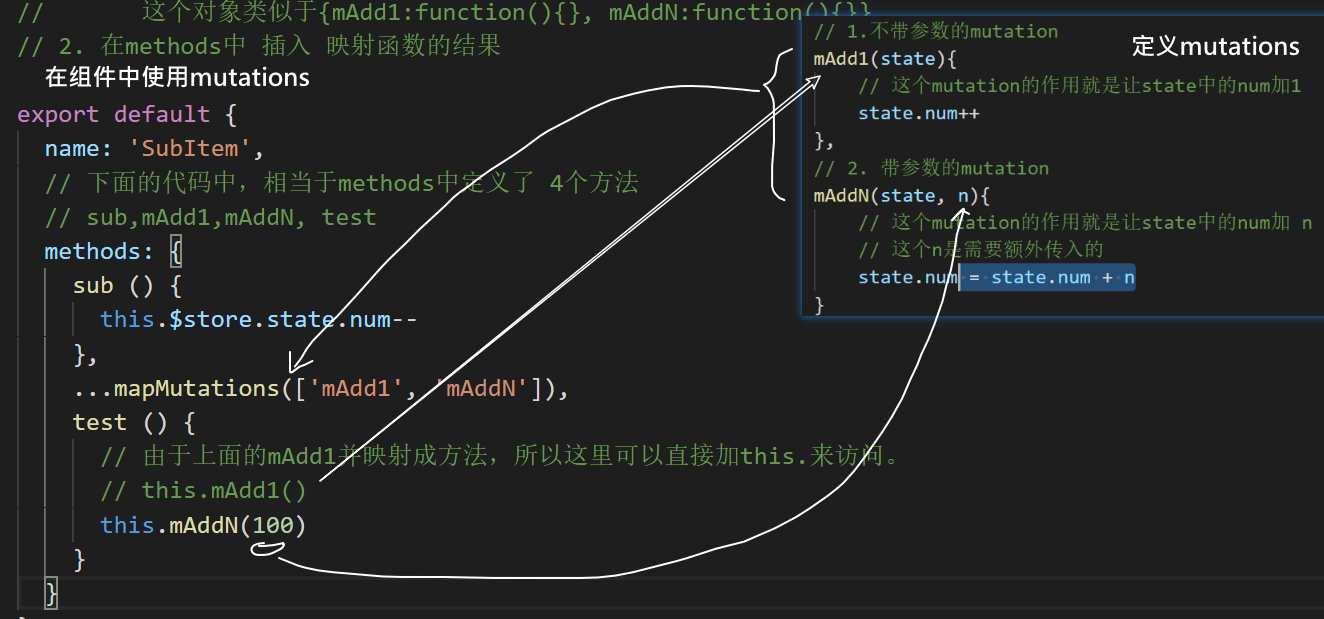 //      这个对象类似于{mAdd1:function(){}, mAddN:function(){}}
// 2. 在methods中 插入 映射函数的结果
在组件中使用mutations
export default {
name: 'SubItem',
// 下面的代码中，相当于methods中定义了 4个方法
// sub,mAdd1,mAddN, test
methods: {
sub () {
this.$store.state.num--
},
...mapMutations(['mAdd1', 'mAddN']),
test () {
// 由于上面的mAdd1并映射成方法，所以这里可以直接加this.来访问。
// this.mAdd1()
this.mAddN(100)
}
}
// 1.不带参数的mutation
定义mutations
mAdd1(state){
// 这个mutation的作用就是让state中的num加1
state.num++
},
// 2. 带参数的mutation
mAddN(state, n){
// 这个mutation的作用就是让state中的num加 n
// 这个n是需要额外传入的
state.num = state.num + n
}